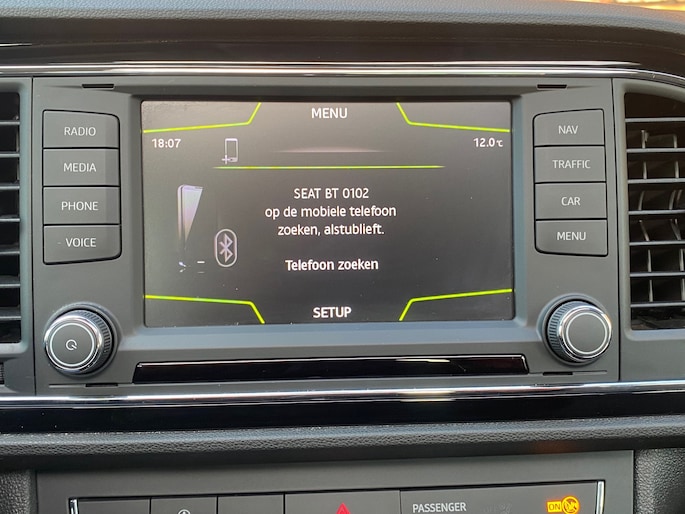 MENU
18:07
12.0°C
SEAT BT 0102
op de mobiele telefoon
zoeken, alstublieft.
Telefoon zoeken
SETUP
RADIO
MEDIA
PHONE
VOICE
NAV
TRAFFIC
CAR
MENU
PASSENGER
ON